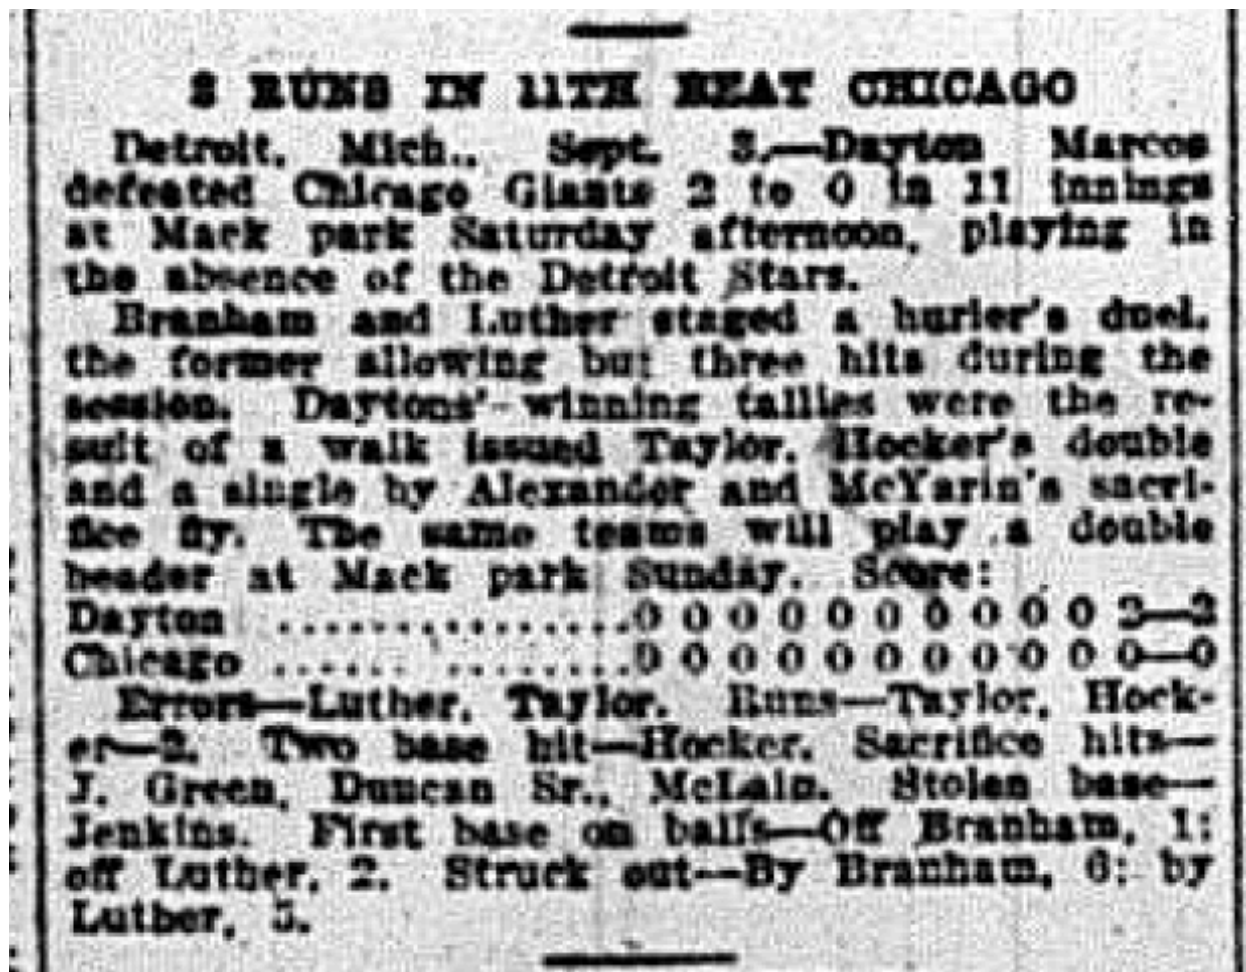 2 RUNS IN 11TH BEAT CHICAGO
Detroit, Mich., Sept. 3.—Dayton Marcos
defeated Chicago Giants 2 to 0 in 11 innings
at Mack park Saturday afternoon, playing in
the absence of the Detroit Stars.
Branham and Luther staged a hurler's duel,
the former allowing but three hits during the
session. Daytons' winning tallies were the re-
sult of a walk issued Taylor. Hocker's double
and a single by Alexander and McYarin's sacri-
fice fly. The same teams will play a double
header at Mack park Sunday. Score:
Dayton ...............0 0 0 0 0 0 0 0 0 0 2—2
Chicago ...... ........0 0 0 0 0 0 0 0 0 0 0—0
Errors—Luther, Taylor. Runs—Taylor, Hock-
er—2. Two base hit—Hocker. Sacrifice hits—
J. Green, Duncan Sr., McLain. Stolen base—
Jenkins. First base on balls—Off Branham, 1;
off Luther, 2. Struck out—By Branham, 6; by
Luther, 5.